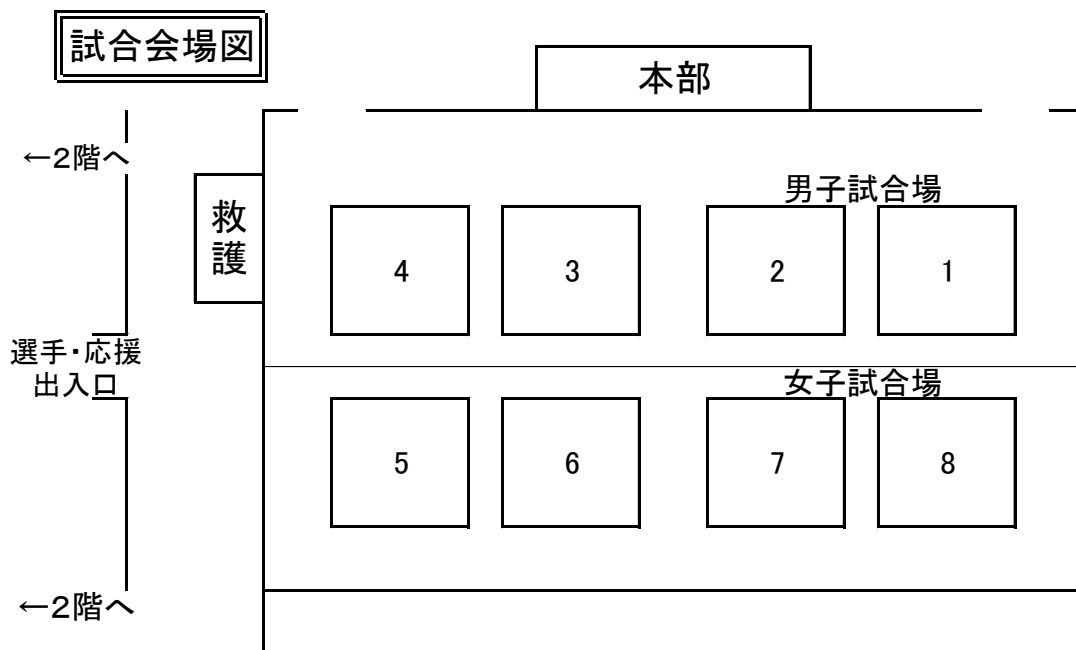 試合会場図
本部
←2階へ
男子試合場
救護
4 3 2 1
選手・応援
出入口
女子試合場
5 6 7 8
←2階へ